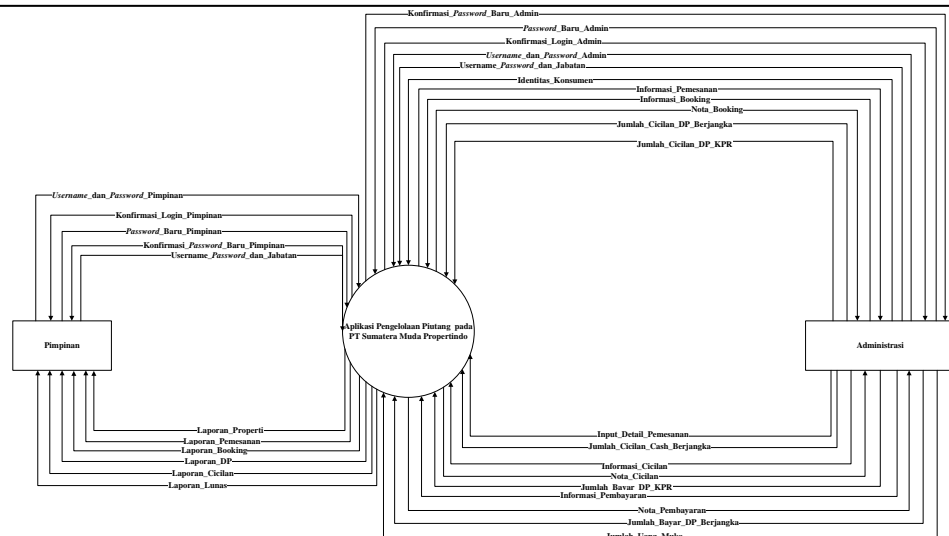 Konfirmasi_Password_Baru_Admin
Password_Baru_Admin
Konfirmasi_Login_Admin
Username_dan_Password_Admin
Username_Password_dan_Jabatan
Identitas_Konsumen
Informasi_Pemesanan
Informasi_Booking
Nota_Booking
Jumlah_Cicilan_DP_Berjangka
Jumlah_Cicilan_DP_KPR
Username_dan_Password_Pimpinan
Konfirmasi_Login_Pimpinan
Password_Baru_Pimpinan
Konfirmasi_Password_Baru_Pimpinan
Username_Password_dan_Jabatan
Aplikasi Pengelolaan Piutang pada
PT Sumatera Muda Propertindo
Pimpinan
Administrasi
Laporan_Properti
Laporan_Pemesanan
Laporan_Booking
Laporan_DP
Laporan_Cicilan
Laporan_Lunas
Input_Detail_Pemesanan
Jumlah_Cicilan_Cash_Berjangka
Informasi_Cicilan
Nota_Cicilan
Jumlah_Bayar_DP_KPR
Informasi_Pembayaran
Nota_Pembayaran
Jumlah_Bayar_DP_Berjangka
Jumlah_Uang_Muka